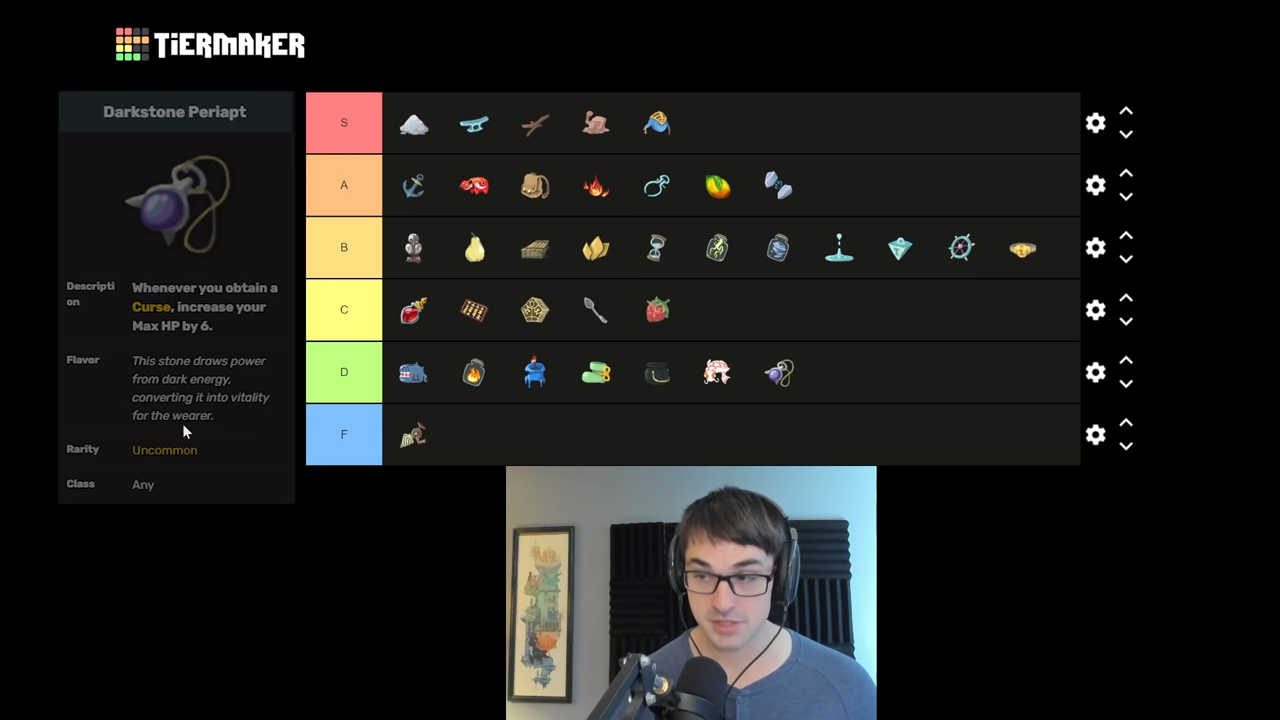 TiERMAKER
Darkstone Periapt
Descripti
on
Whenever you obtain a
Curse, increase your
Max HP by 6.
Flavor
This stone draws power
from dark energy,
converting it into vitality
for the wearer.
Rarity
Uncommon
Class
Any
S
A
B
C
D
F